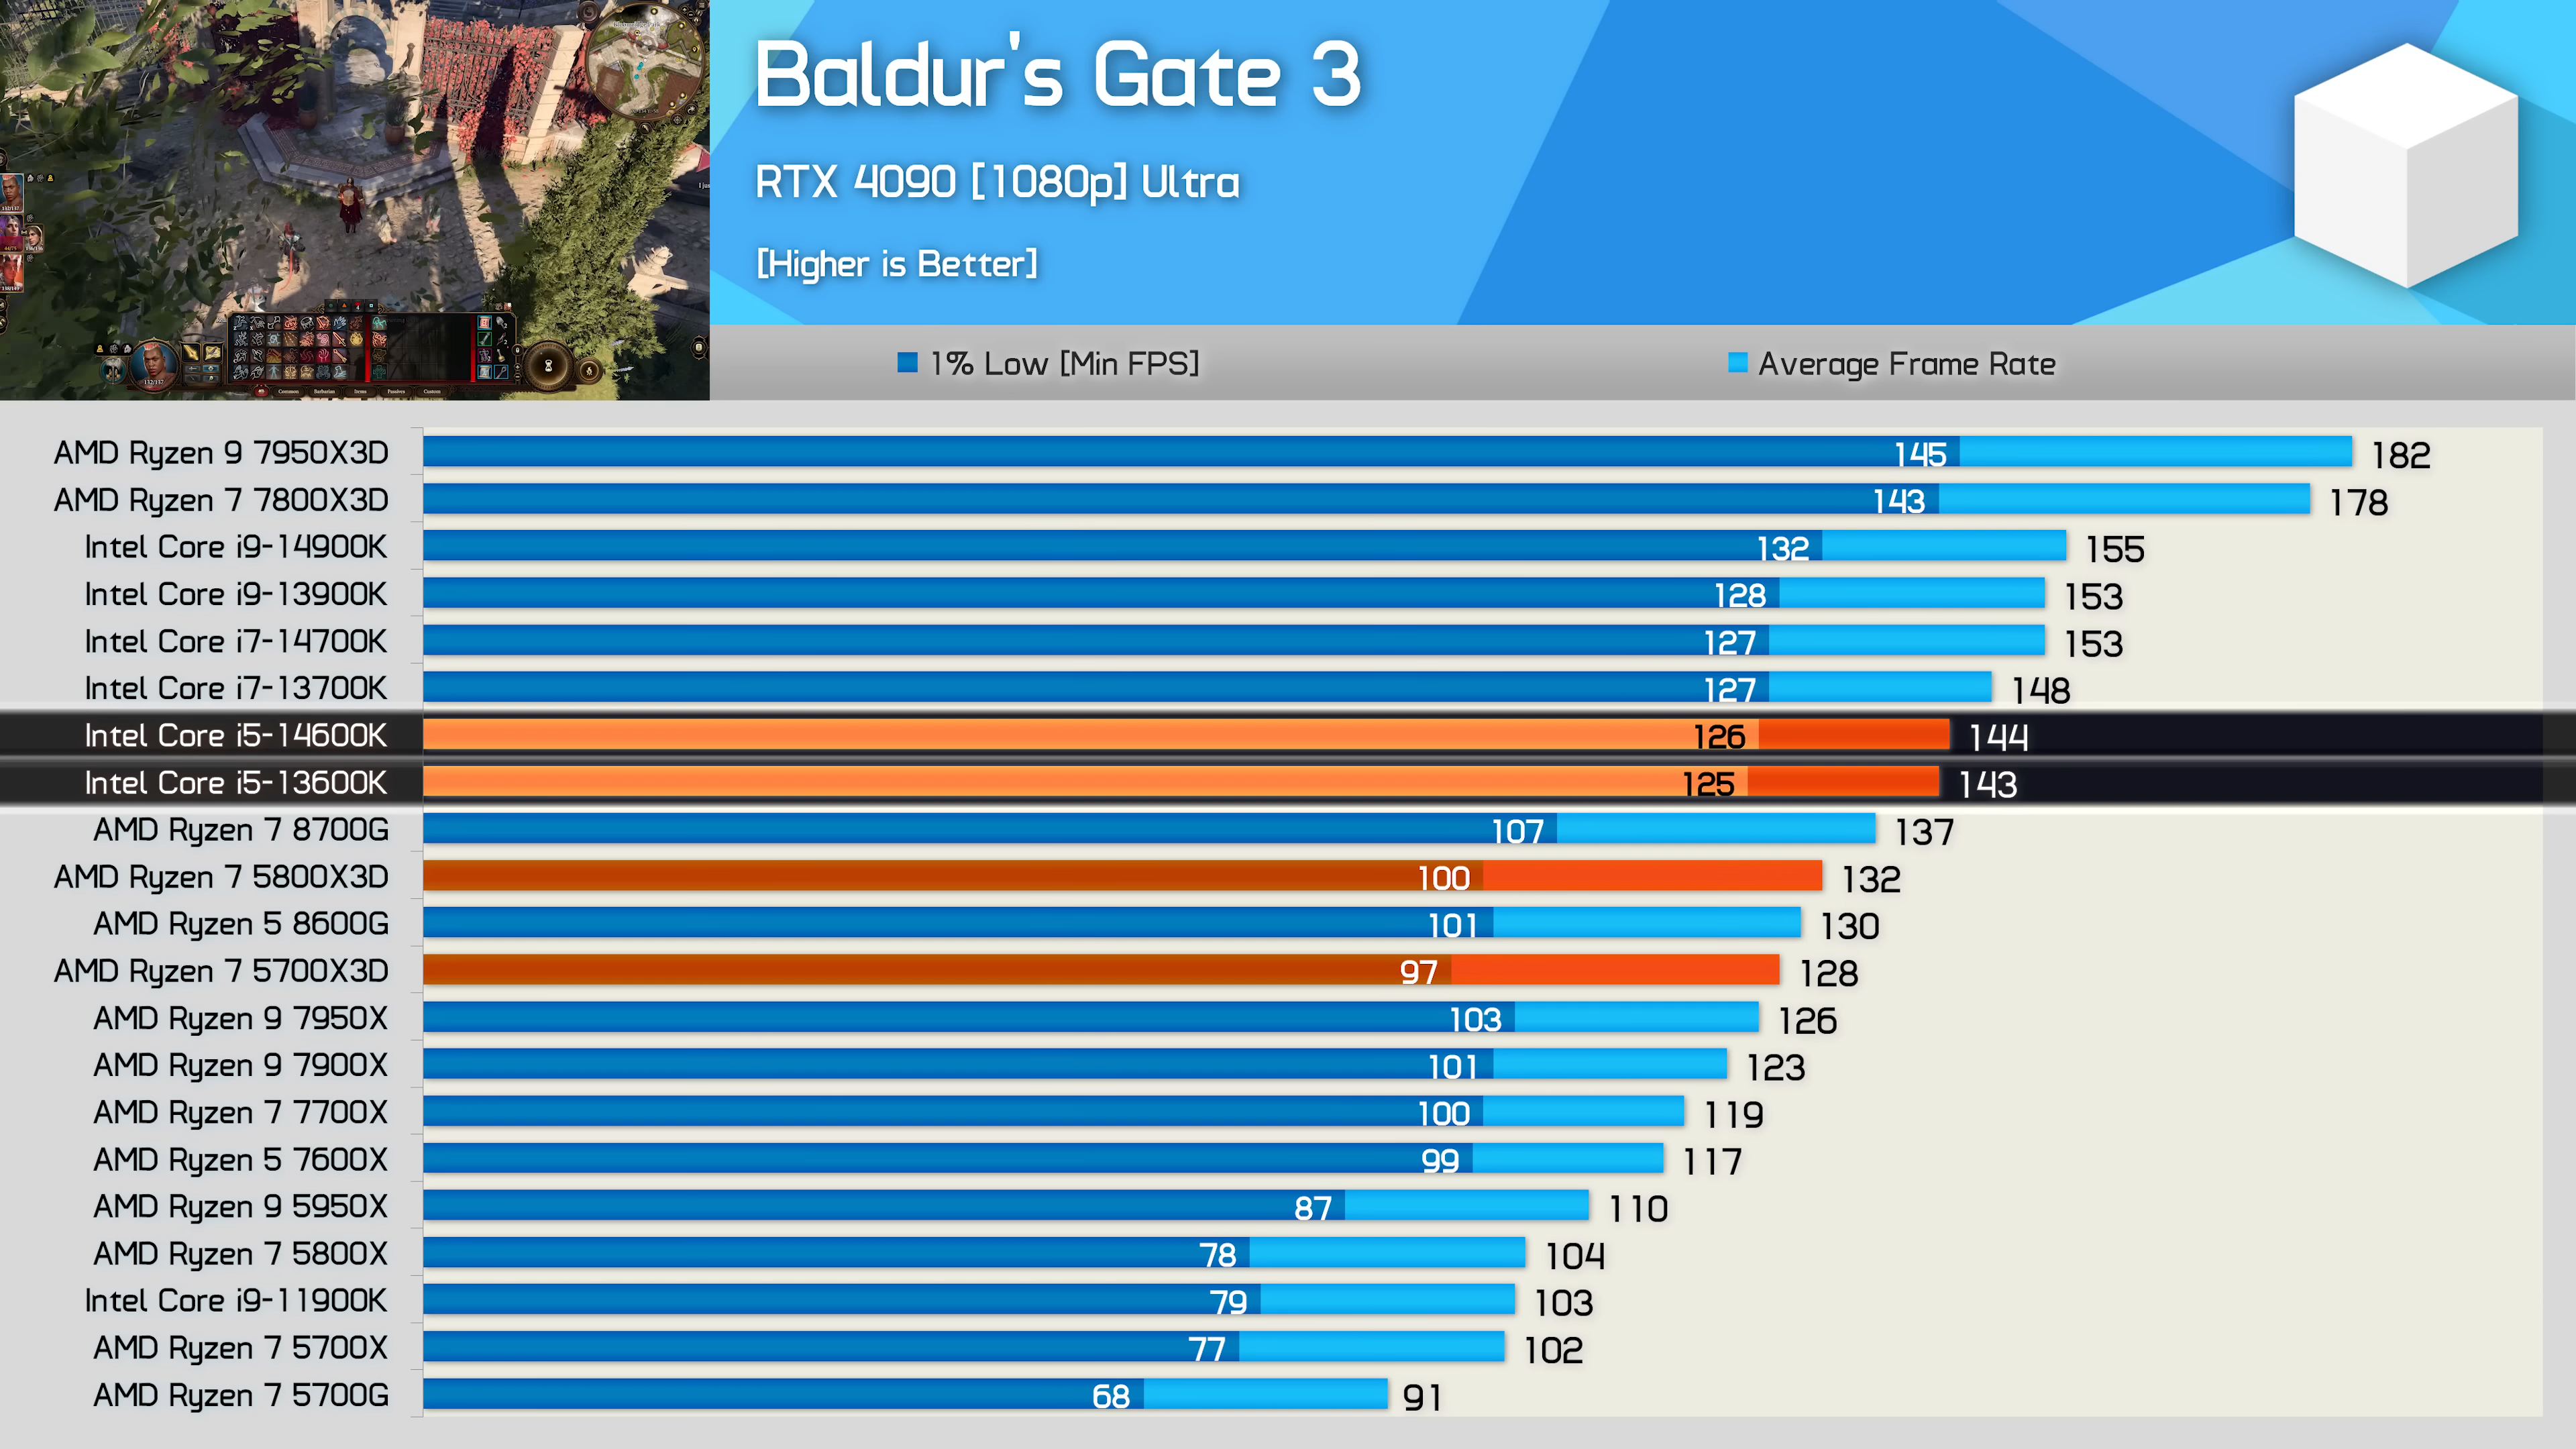 Baldur's Gate 3
RTX 4090 [1080p] Ultra
[Higher is Better]
1% Low [Min FPS]
Average Frame Rate
AMD Ryzen 9 7950X3D 145 182
AMD Ryzen 7 7800X3D 143 178
Intel Core i9-14900K 132 155
Intel Core i9-13900K 128 153
Intel Core i7-14700K 127 153
Intel Core i7-13700K 127 148
Intel Core i5-14600K 126 144
Intel Core i5-13600K 125 143
AMD Ryzen 7 8700G 107 137
AMD Ryzen 7 5800X3D 100 132
AMD Ryzen 5 8600G 101 130
AMD Ryzen 7 5700X3D 97 128
AMD Ryzen 9 7950X 103 126
AMD Ryzen 9 7900X 101 123
AMD Ryzen 7 7700X 100 119
AMD Ryzen 5 7600X 99 117
AMD Ryzen 9 5950X 87 110
AMD Ryzen 7 5800X 78 104
Intel Core i9-11900K 79 103
AMD Ryzen 7 5700X 77 102
AMD Ryzen 7 5700G 68 91